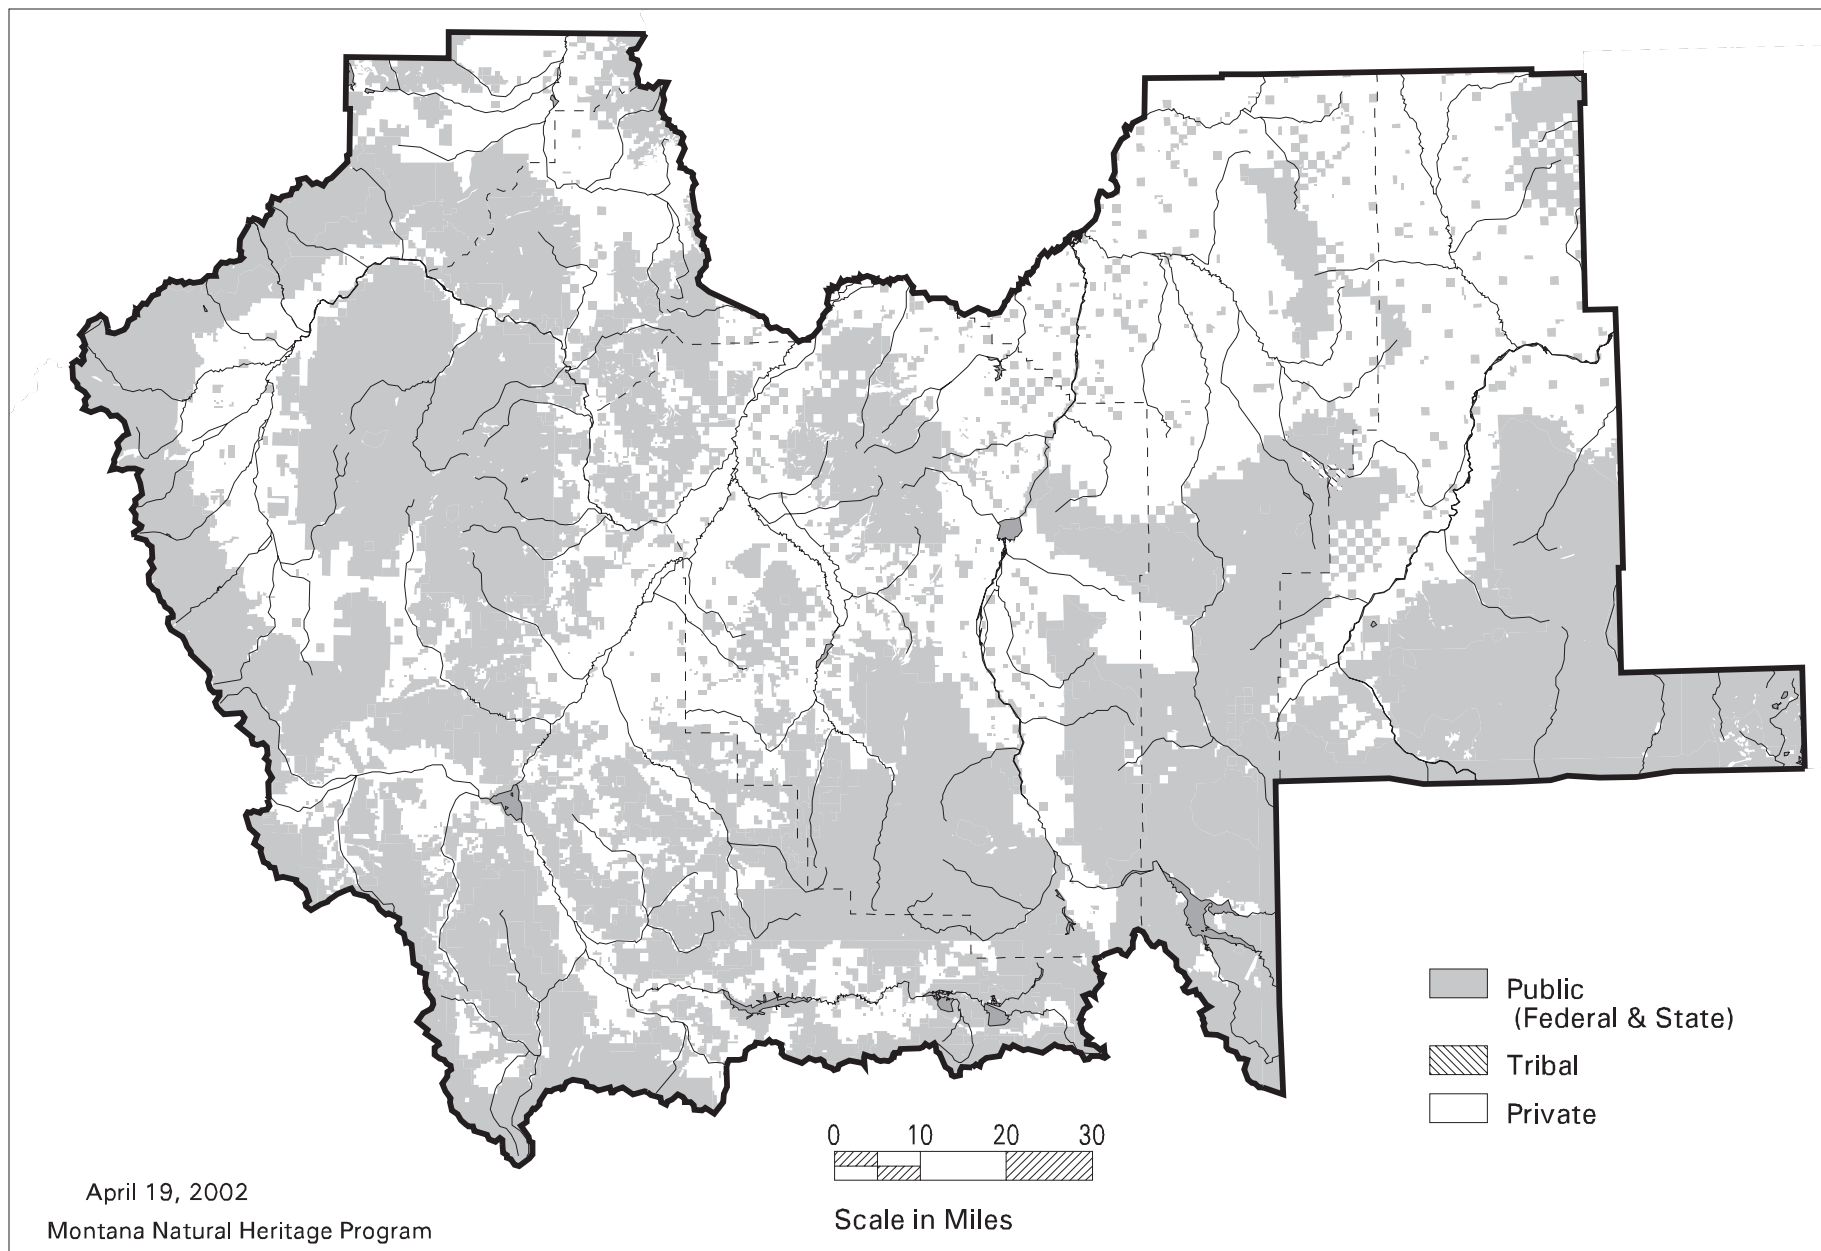 Public
(Federal & State)
Tribal
Private
0 10 20 30
Scale in Miles
April 19, 2002
Montana Natural Heritage Program